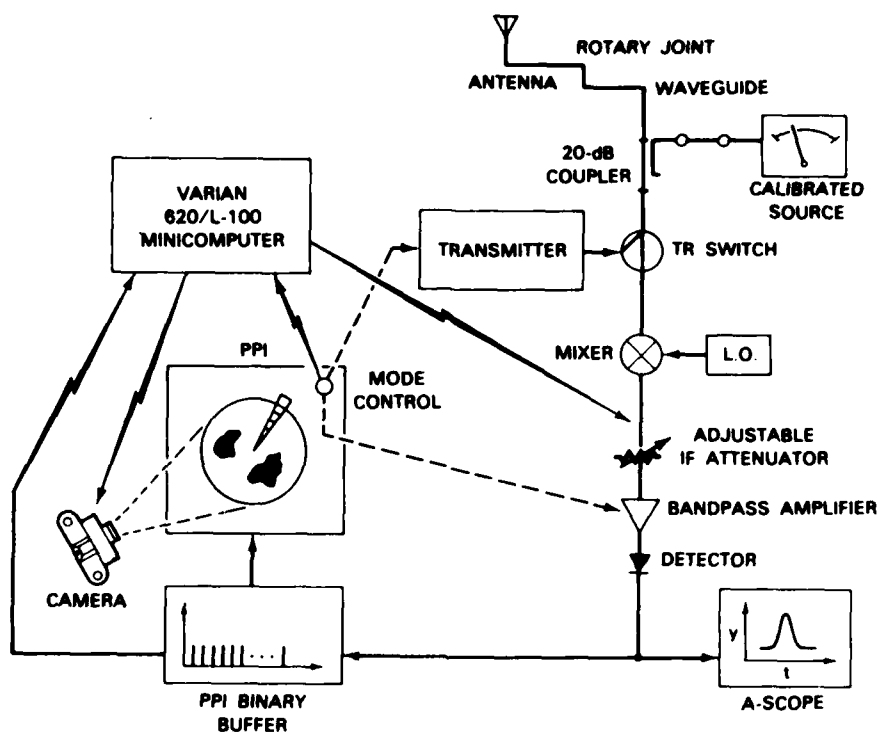 ROTARY JOINT
ANTENNA
WAVEGUIDE
20-dB
COUPLER
CALIBRATED
SOURCE
VARIAN
620/L-100
MINICOMPUTER
TRANSMITTER
TR SWITCH
PPI
MODE
CONTROL
MIXER
L.O.
ADJUSTABLE
IF ATTENUATOR
BANDPASS AMPLIFIER
DETECTOR
CAMERA
y
t
PPI BINARY
BUFFER
A-SCOPE